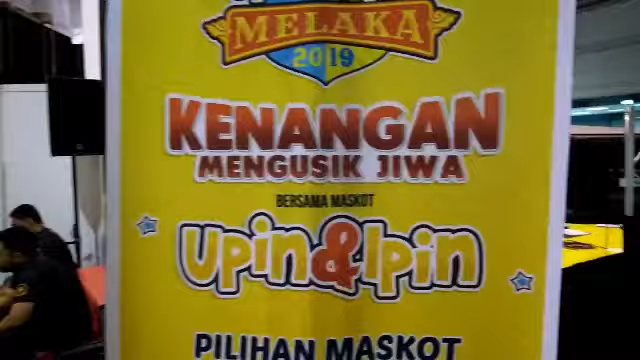 MELAKA
2019
KENANGAN
MENGUSIK JIWA
BERSAMA MASKOT
Upin&Ipin
PILIHAN MASKOT